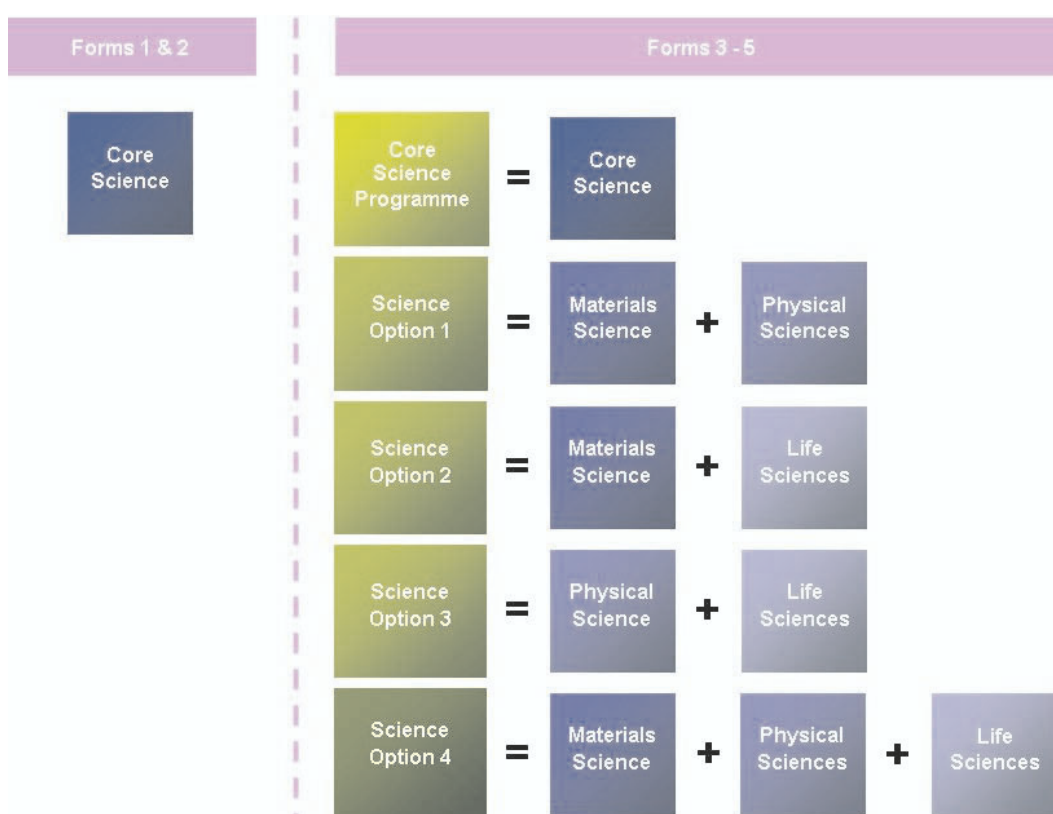 Forms 1 & 2
Forms 3 - 5
Core
Science
Core
Science
Programme
=
Core
Science
Science
Option 1
=
Materials
Science
+
Physical
Sciences
Science
Option 2
=
Materials
Science
+
Life
Sciences
Science
Option 3
=
Physical
Science
+
Life
Sciences
Science
Option 4
=
Materials
Science
+
Physical
Sciences
+
Life
Sciences